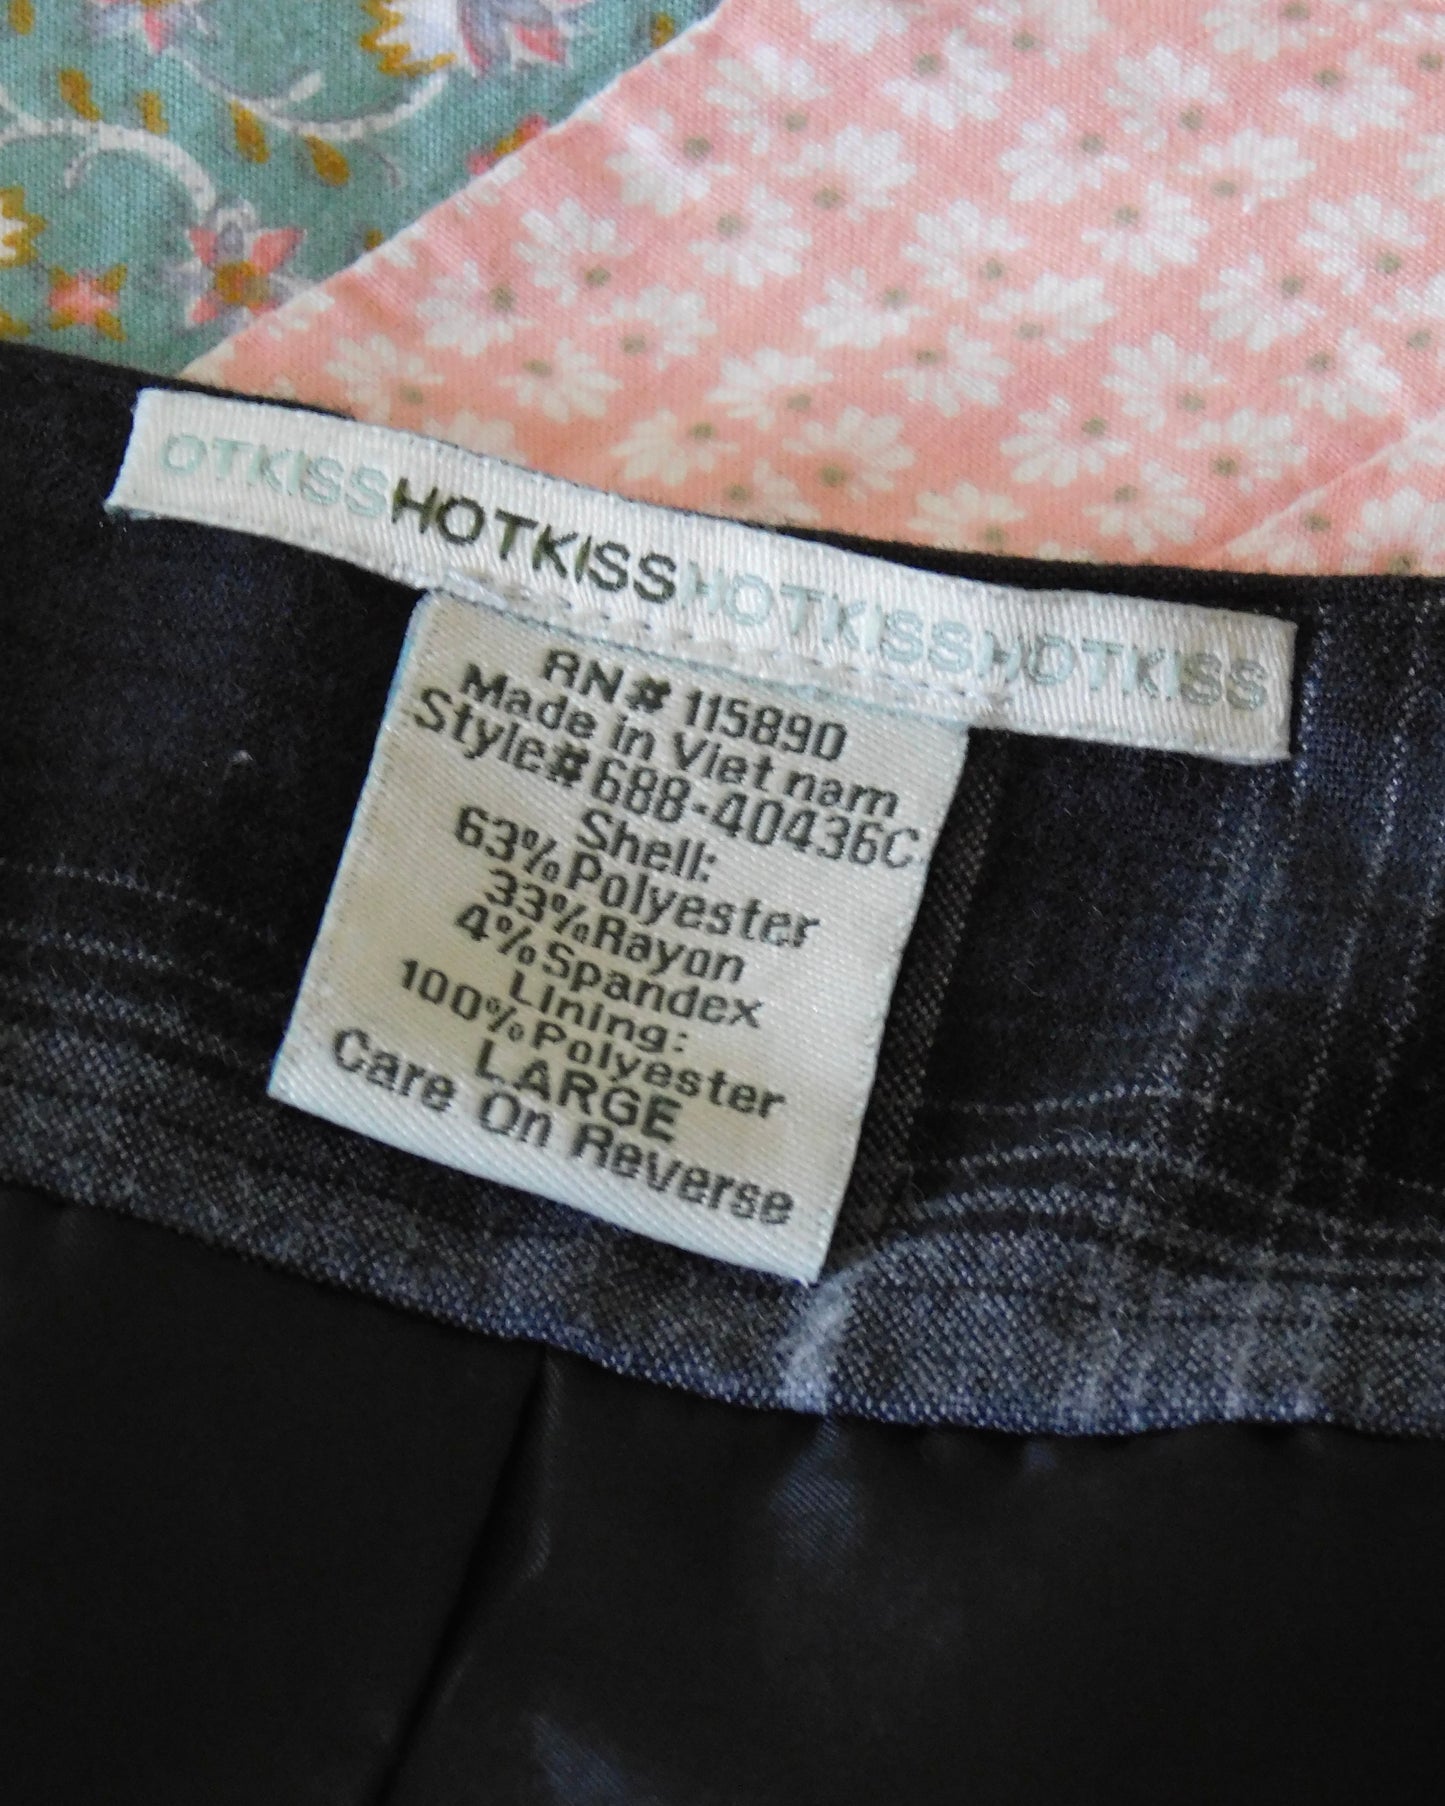 OTKISSHOTKISSHOTKISSHOTKISS
RN# 115890
Made in Viet nam
Style#688-40436C
Shell:
63%Polyester
33%Rayon
4%Spandex
Lining:
100%Polyester
LARGE
Care On Reverse